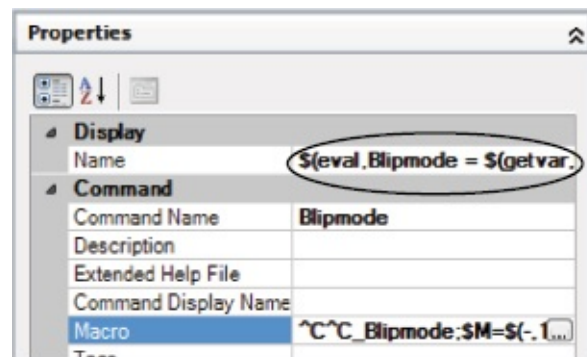 Properties
Display
Name $(eval,Blipmode = $(getvar,
Command
Command Name Blipmode
Description
Extended Help File
Command Display Name
Macro ^C^C_Blipmode;$M=$(-,1...